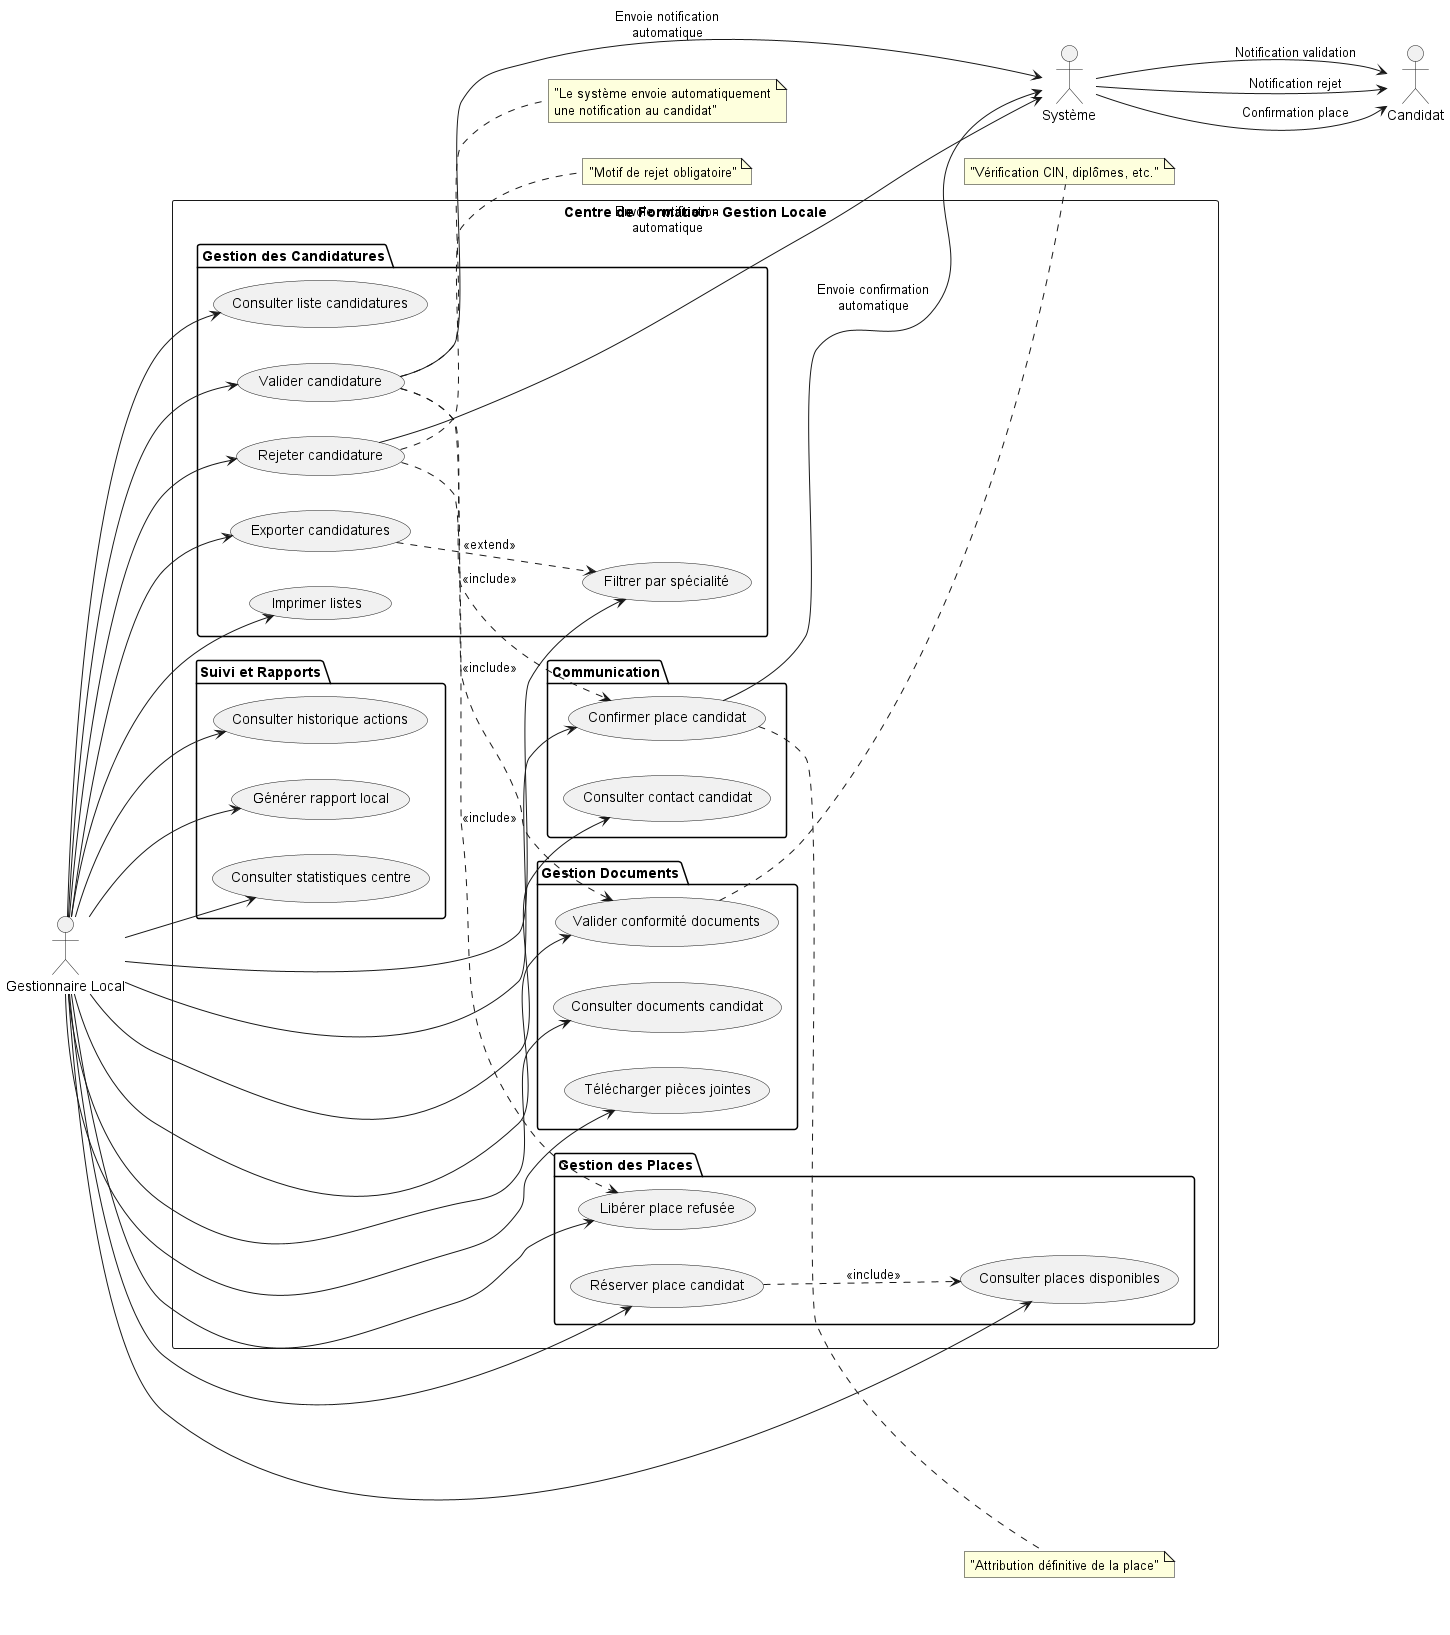 Envoie notification
automatique
Notification validation
Notification rejet
Confirmation place
Système
Candidat
"Le système envoie automatiquement
une notification au candidat"
"Motif de rejet obligatoire"
"Vérification CIN, diplômes, etc."
Centre de Formation - Gestion Locale
Envoie notification
automatique
Gestion des Candidatures
Consulter liste candidatures
Envoie confirmation
automatique
Valider candidature
Rejeter candidature
Exporter candidatures
«extend»
«include»
Filtrer par spécialité
Imprimer listes
Suivi et Rapports
«include»
Communication
Consulter historique actions
Confirmer place candidat
Générer rapport local
Consulter contact candidat
«include»
Consulter statistiques centre
Gestion Documents
Valider conformité documents
Gestionnaire Local
Consulter documents candidat
Télécharger pièces jointes
Gestion des Places
Libérer place refusée
Réserver place candidat
«include»
Consulter places disponibles
"Attribution définitive de la place"